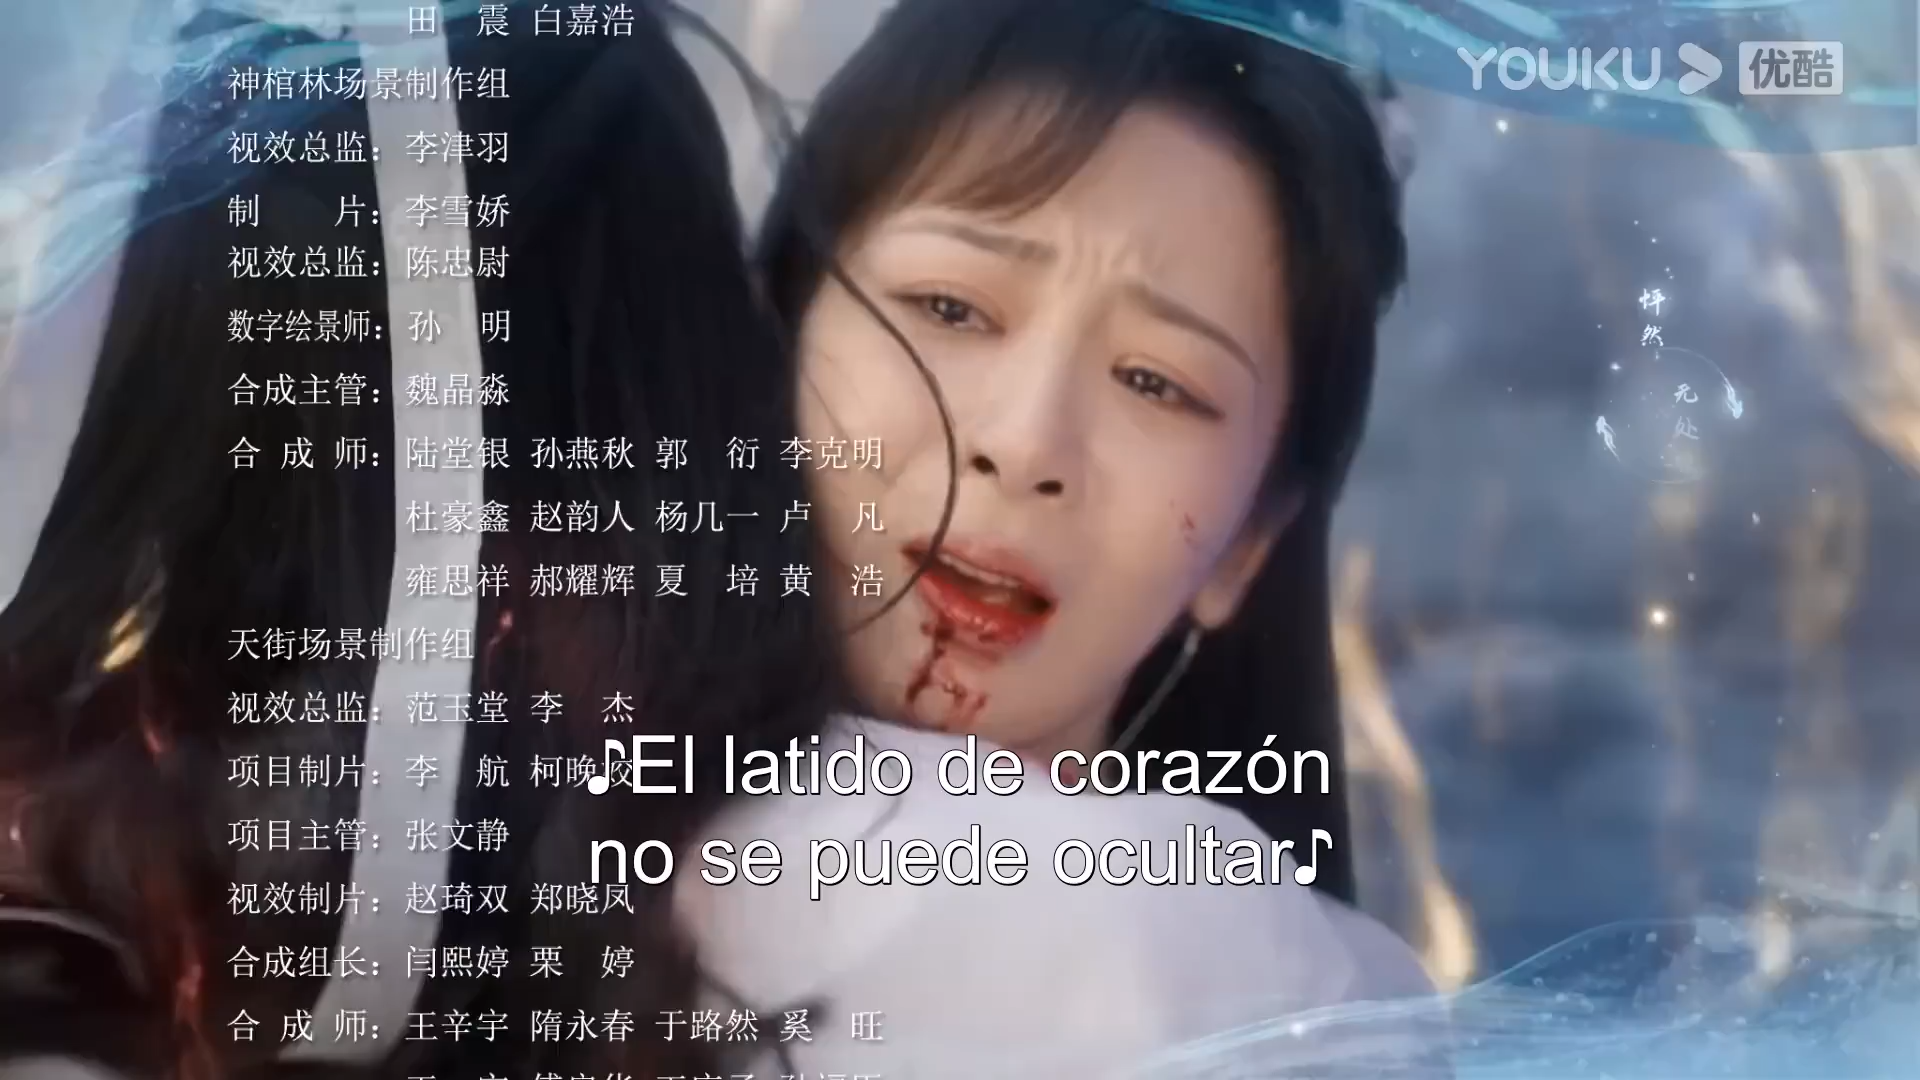 田 震 白嘉浩
YOUKU 优酷
神棺林场景制作组
视效总监：李津羽
制 片：李雪娇
视效总监：陈忠尉
数字绘景师：孙 明
怦然
无处
合成主管：魏晶淼
合 成 师：陆堂银 孙燕秋 郭 衍 李克明
杜豪鑫 赵韵人 杨几一 卢 凡
雍思祥 郝耀辉 夏 培 黄 浩
天街场景制作组
视效总监：范玉堂 李 杰
项目制片：李 航 柯晚
♪El latido de corazón
no se puede ocultar♪
项目主管：张文静
视效制片：赵琦双 郑晓凤
合成组长：闫熙婷 栗 婷
合 成 师：王辛宇 隋永春 于路然 奚 旺